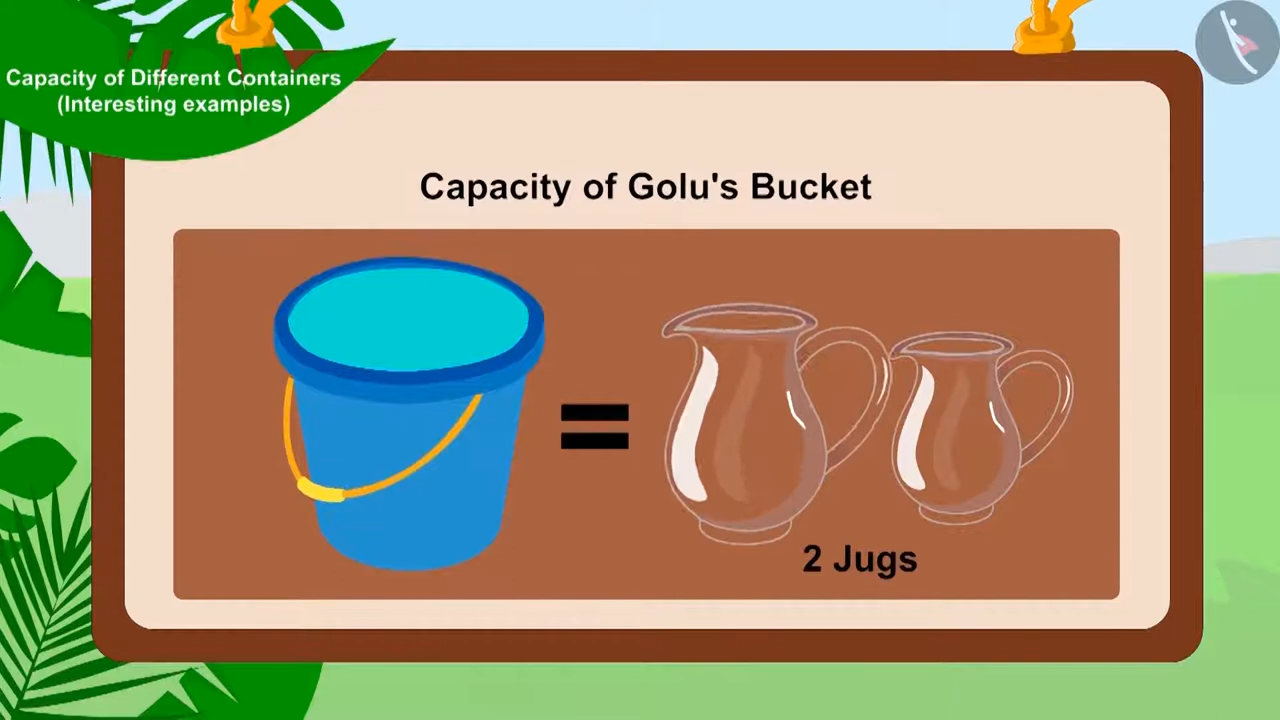 Capacity of Different Containers
(Interesting examples)
Capacity of Golu's Bucket
2 Jugs